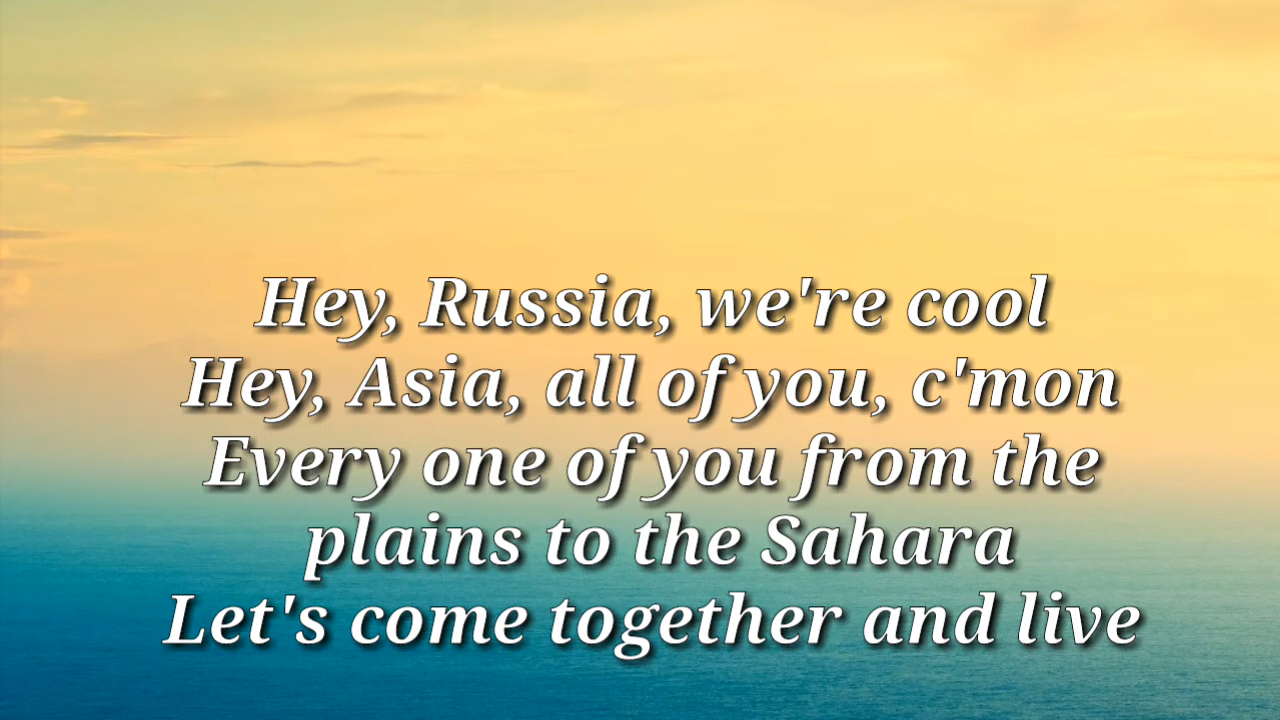 Hey, Russia, we're cool
Hey, Asia, all of you, c'mon
Every one of you from the
plains to the Sahara
Let's come together and live